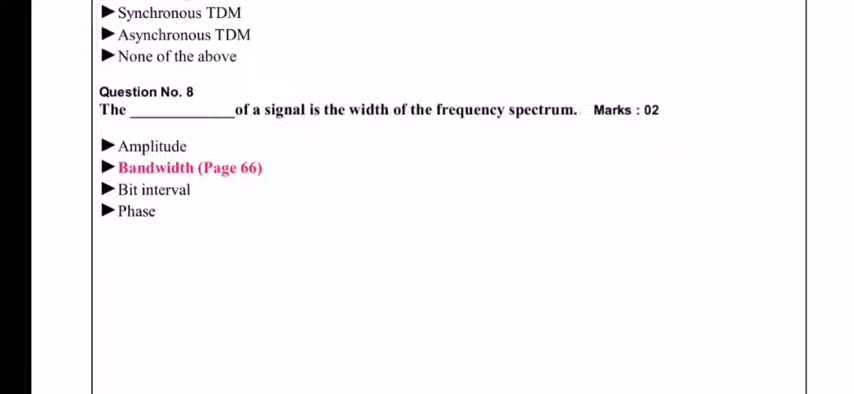 ▶ Synchronous TDM
▶ Asynchronous TDM
▶ None of the above
Question No. 8
The _____________ of a signal is the width of the frequency spectrum. Marks : 02
▶ Amplitude
▶ Bandwidth (Page 66)
▶ Bit interval
▶ Phase